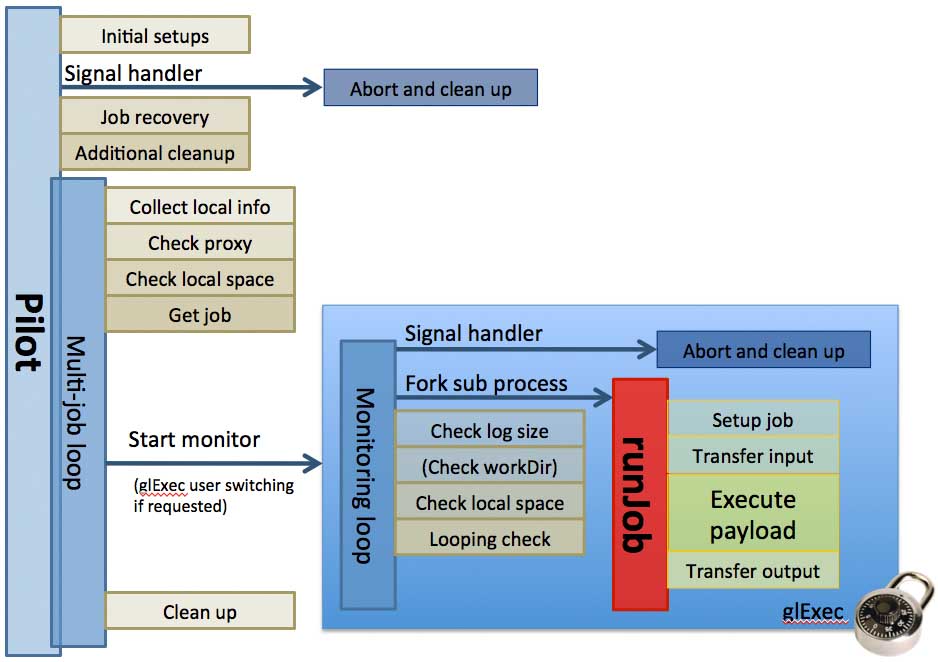 Initial setups
Signal handler
Abort and clean up
Job recovery
Additional cleanup
Pilot
Multi-job loop
Collect local info
Check proxy
Check local space
Get job
Start monitor
(glExec user switching
if requested)
Clean up
Monitoring loop
Signal handler
Abort and clean up
Fork sub process
Check log size
(Check workDir)
Check local space
Looping check
runJob
Setup job
Transfer input
Execute
payload
Transfer output
glExec